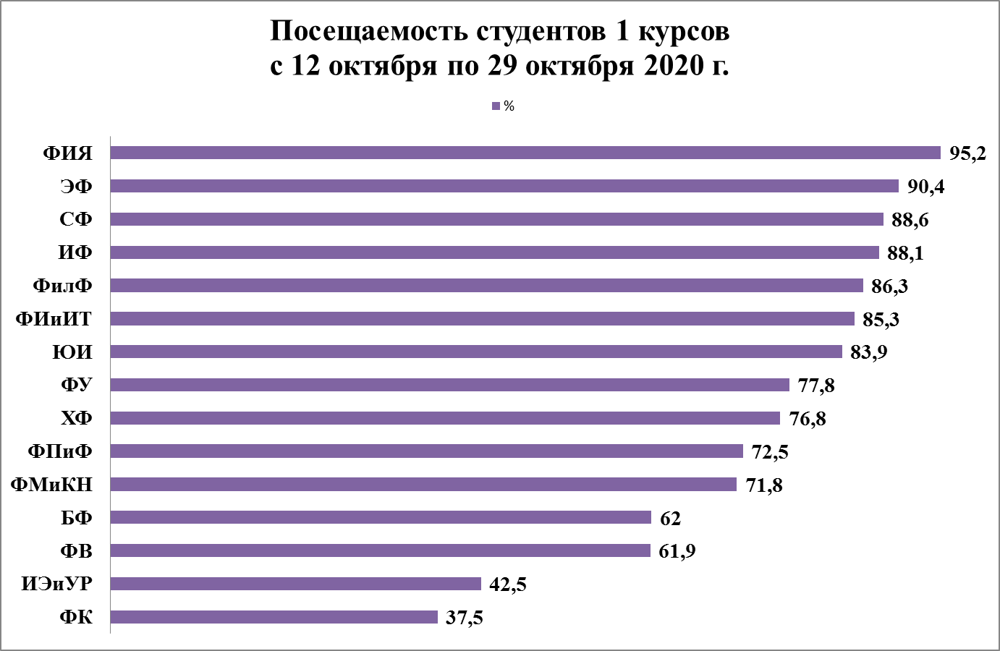 Посещаемость студентов 1 курсов
с 12 октября по 29 октября 2020 г.
%
ФИЯ 95,2
ЭФ 90,4
СФ 88,6
ИФ 88,1
ФилФ 86,3
ФИиИТ 85,3
ЮИ 83,9
ФУ 77,8
ХФ 76,8
ФПиФ 72,5
ФМиКН 71,8
БФ 62
ФВ 61,9
ИЭиУР 42,5
ФК 37,5